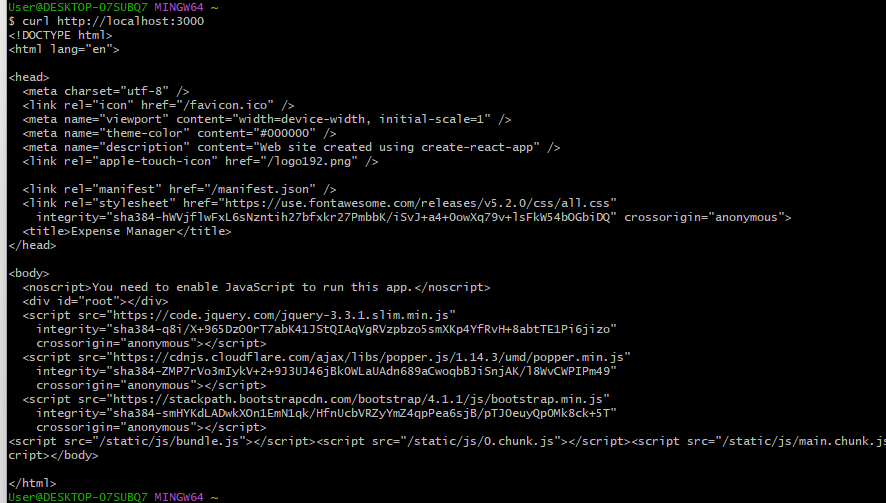 User@DESKTOP-O7SUBQ7 MINGW64 ~
$ curl http://localhost:3000
<!DOCTYPE html>
<html lang="en">
<head>
<meta charset="utf-8" />
<link rel="icon" href="/favicon.ico" />
<meta name="viewport" content="width=device-width, initial-scale=1" />
<meta name="theme-color" content="#000000" />
<meta name="description" content="Web site created using create-react-app" />
<link rel="apple-touch-icon" href="/logo192.png" />
<link rel="manifest" href="/manifest.json" />
<link rel="stylesheet" href="https://use.fontawesome.com/releases/v5.2.0/css/all.css"
integrity="sha384-hWVjflwFxL6sNzntih27bfxkr27PmbbK/iSvJ+a4+0owXq79v+lsFkW54bOGbiDQ" crossorigin="anonymous">
<title>Expense Manager</title>
</head>
<body>
<noscript>You need to enable JavaScript to run this app.</noscript>
<div id="root"></div>
<script src="https://code.jquery.com/jquery-3.3.1.slim.min.js"
integrity="sha384-q8i/X+965DzO0rT7abK41JStQIAqVgRVzpbzo5smXKp4YfRvH+8abtTE1Pi6jizo"
crossorigin="anonymous"></script>
<script src="https://cdnjs.cloudflare.com/ajax/libs/popper.js/1.14.3/umd/popper.min.js"
integrity="sha384-ZMP7rVo3mIykV+2+9J3UJ46jBk0WLaUAdn689aCwoqbBJiSnjAK/l8WvCWPIPm49"
crossorigin="anonymous"></script>
<script src="https://stackpath.bootstrapcdn.com/bootstrap/4.1.1/js/bootstrap.min.js"
integrity="sha384-smHYKdLADwkXOn1EmN1qk/HfnUcbVRZyYmZ4qpPea6sjB/pTJ0euyQp0Mk8ck+5T"
crossorigin="anonymous"></script>
<script src="/static/js/bundle.js"></script><script src="/static/js/0.chunk.js"></script><script src="/static/js/main.chunk.js
cript></body>
</html>
User@DESKTOP-O7SUBQ7 MINGW64 ~